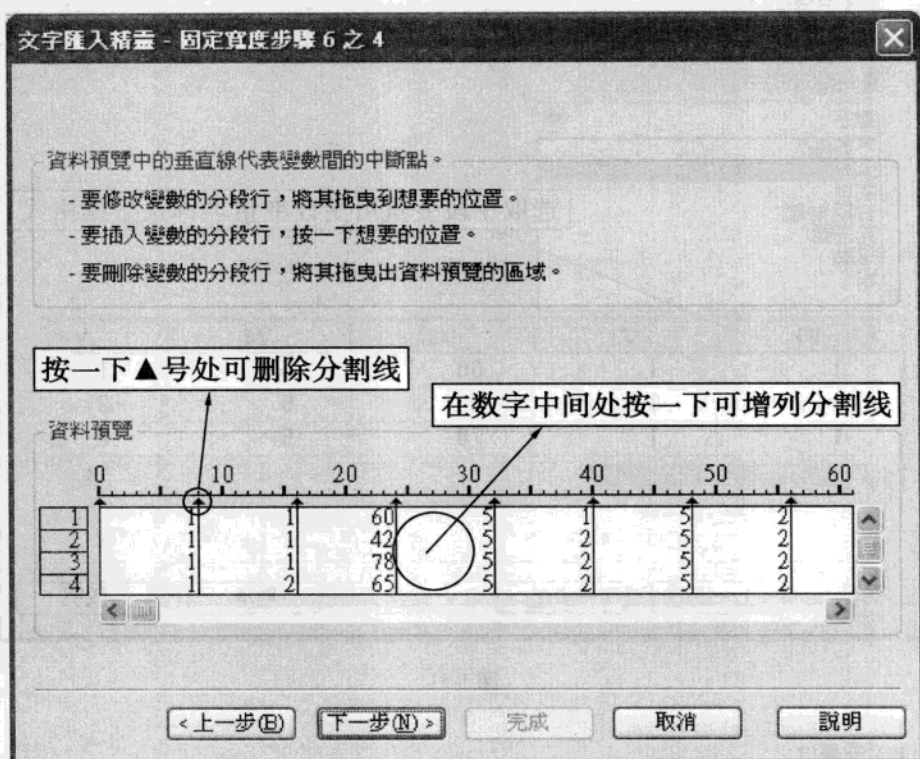 文字匯入精靈 - 固定寬度步驟 6 之 4
資料預覽中的垂直線代表變數間的中斷點。
- 要修改變數的分段行，將其拖曳到想要的位置。
- 要插入變數的分段行，按一下想要的位置。
- 要刪除變數的分段行，將其拖曳出資料預覽的區域。
按一下▲号处可删除分割线
在数字中间处按一下可增列分割线
資料預覽
0 10 20 30 40 50 60
1 1 1 60 5 1 5 2
2 1 1 42 5 2 5 2
3 1 1 78 5 2 5 2
4 1 2 65 5 2 5 2
<上一步(B) 下一步(N)> 完成 取消 說明